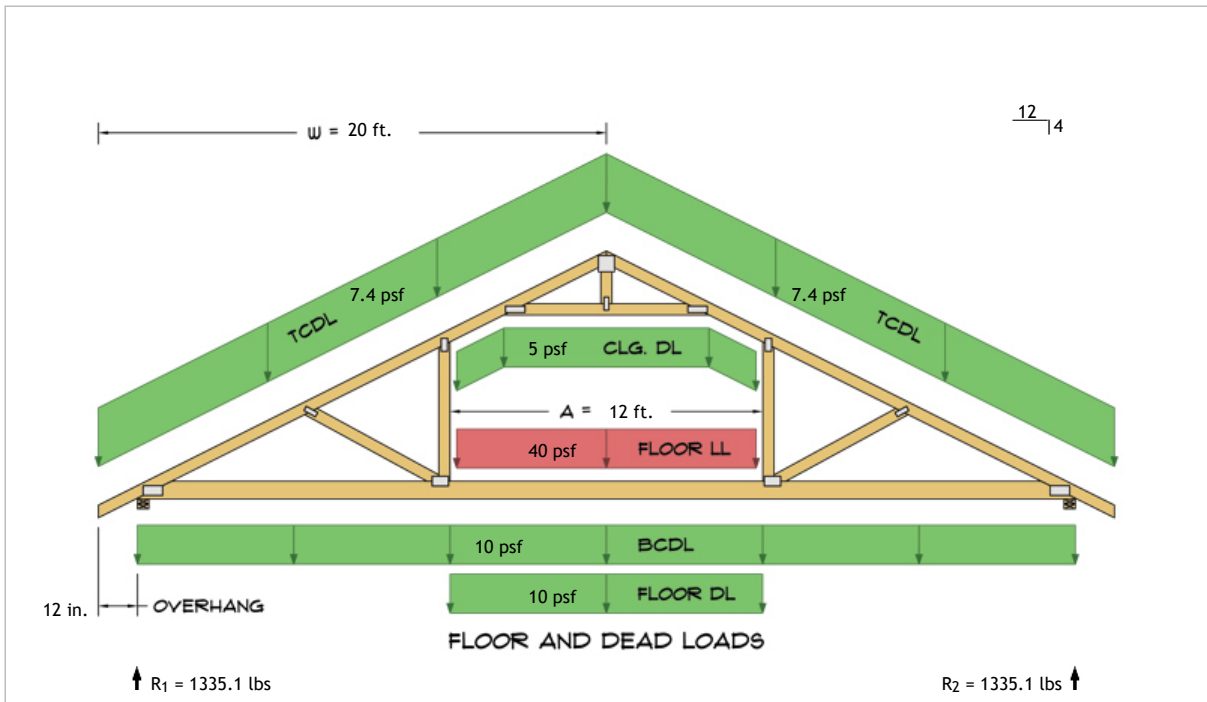 W = 20 ft.
12
4
7.4 psf
TCDL
7.4 psf
TCDL
5 psf CLG. DL
A = 12 ft.
40 psf FLOOR LL
10 psf BCDL
10 psf FLOOR DL
12 in. OVERHANG
FLOOR AND DEAD LOADS
R1 = 1335.1 lbs
R2 = 1335.1 lbs